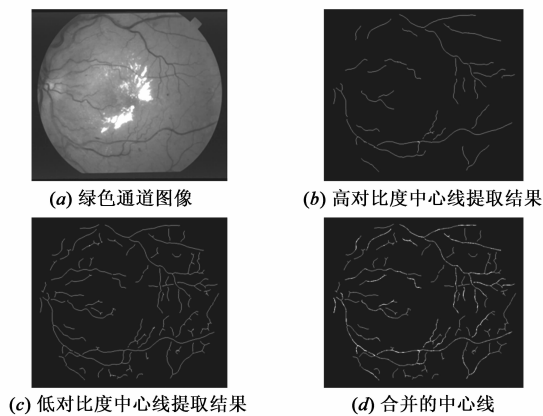 (a) 绿色通道图像
(b) 高对比度中心线提取结果
(c) 低对比度中心线提取结果
(d) 合并的中心线